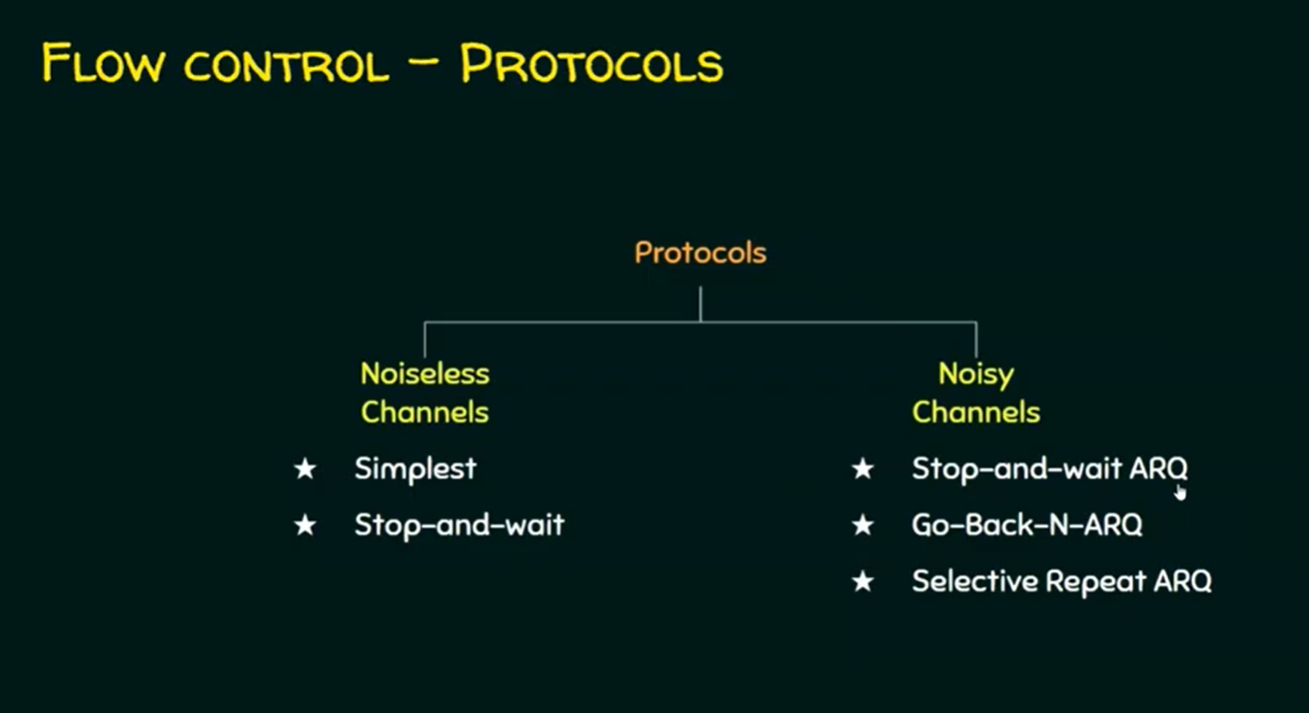 FLOW CONTROL – PROTOCOLS
Protocols
Noiseless
Channels
★ Simplest
★ Stop-and-wait
Noisy
Channels
★ Stop-and-wait ARQ
★ Go-Back-N-ARQ
★ Selective Repeat ARQ